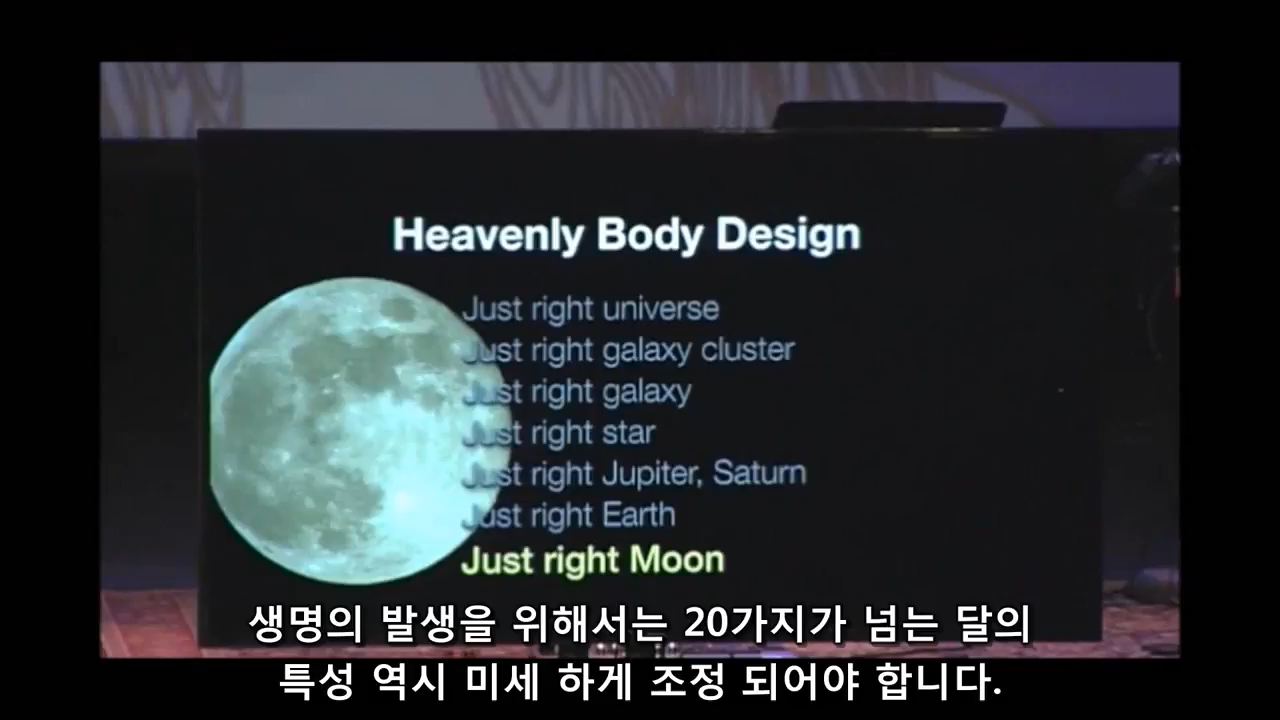 Heavenly Body Design
Just right universe
Just right galaxy cluster
Just right galaxy
Just right star
Just right Jupiter, Saturn
Just right Earth
Just right Moon
생명의 발생을 위해서는 20가지가 넘는 달의
특성 역시 미세 하게 조정 되어야 합니다.